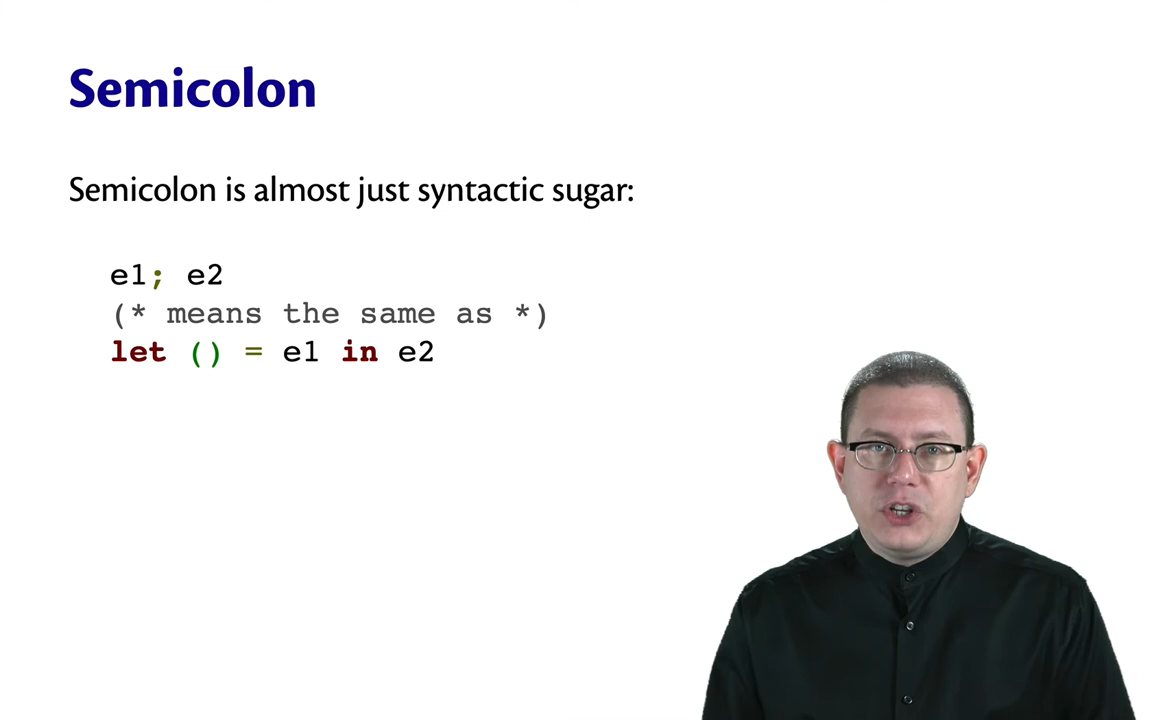 Semicolon
Semicolon is almost just syntactic sugar:
e1; e2
(* means the same as *)
let () = e1 in e2